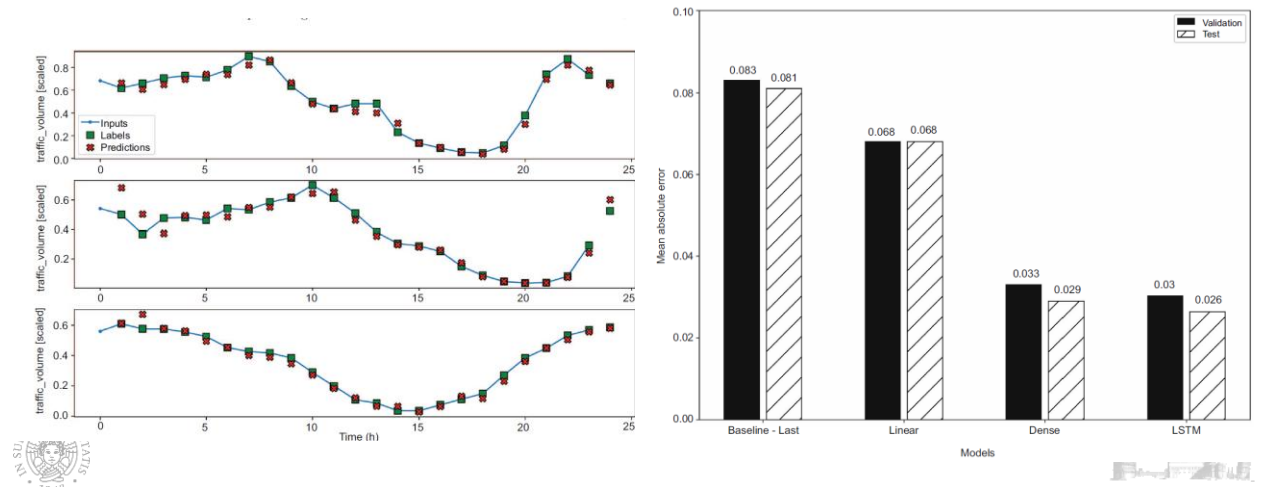 traffic_volume [scaled]
0.8
0.6
0.4
0.2
0.0
Inputs
Labels
Predictions
0 5 10 15 20 25
traffic_volume [scaled]
0.6
0.4
0.2
0 5 10 15 20 25
traffic_volume [scaled]
0.6
0.4
0.2
0.0
0 5 10 15 20 25
Time (h)
0.10
0.08
0.06
0.04
0.02
0.00
Mean absolute error
Validation
Test
0.083 0.081
0.068 0.068
0.033 0.029
0.03 0.026
Baseline - Last Linear Dense LSTM
Models